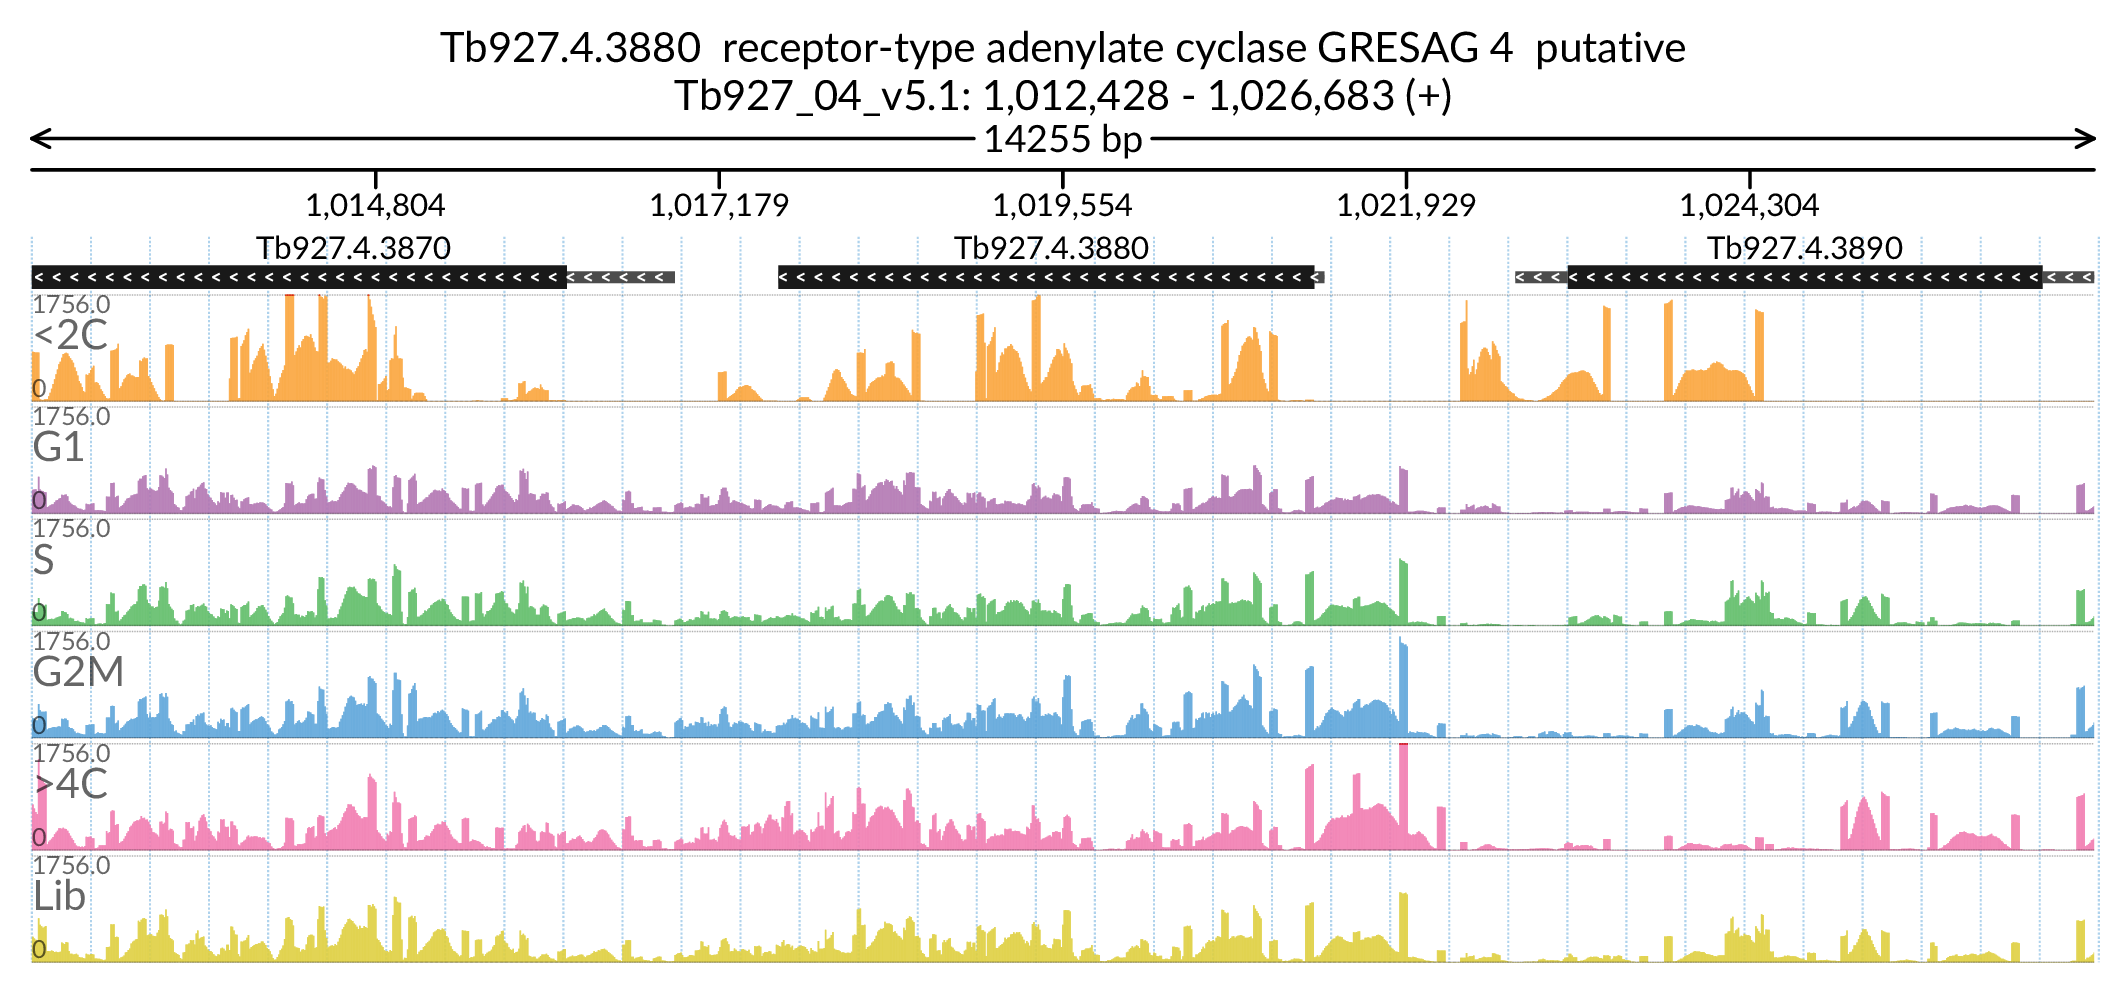 Tb927.4.3880 receptor-type adenylate cyclase GRESAG 4 putative
Tb927_04_v5.1: 1,012,428 - 1,026,683 (+)
14255 bp
1,014,804 1,017,179 1,019,554 1,021,929 1,024,304
Tb927.4.3870 Tb927.4.3880 Tb927.4.3890
1756.0
<2C
0
1756.0
G1
0
1756.0
S
0
1756.0
G2M
0
1756.0
>4C
0
1756.0
Lib
0